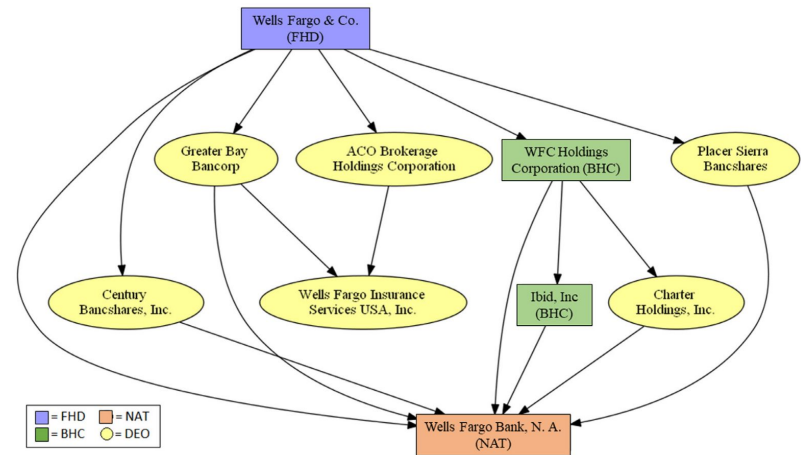 Wells Fargo & Co.
(FHD)
Greater Bay
Bancorp
ACO Brokerage
Holdings Corporation
WFC Holdings
Corporation (BHC)
Placer Sierra
Bancshares
Century
Bancshares, Inc.
Wells Fargo Insurance
Services USA, Inc.
Ibid, Inc
(BHC)
Charter
Holdings, Inc.
Wells Fargo Bank, N. A.
(NAT)
= FHD = NAT
= BHC = DEO